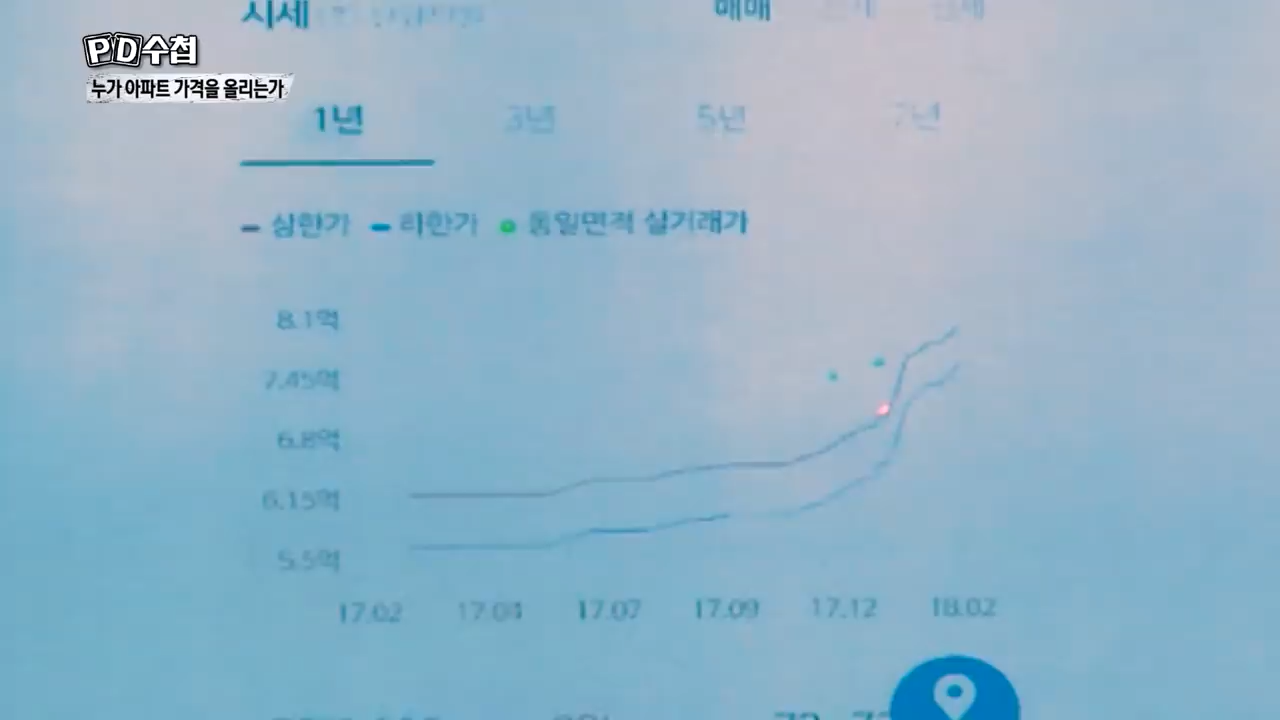 PD수첩
누가 아파트 가격을 올리는가
시세
매매
1년 3년 5년 7년
상한가 하한가 동일면적 실거래가
8.1억
7.45억
6.8억
6.15억
5.5억
17.02 17.04 17.07 17.09 17.12 18.02